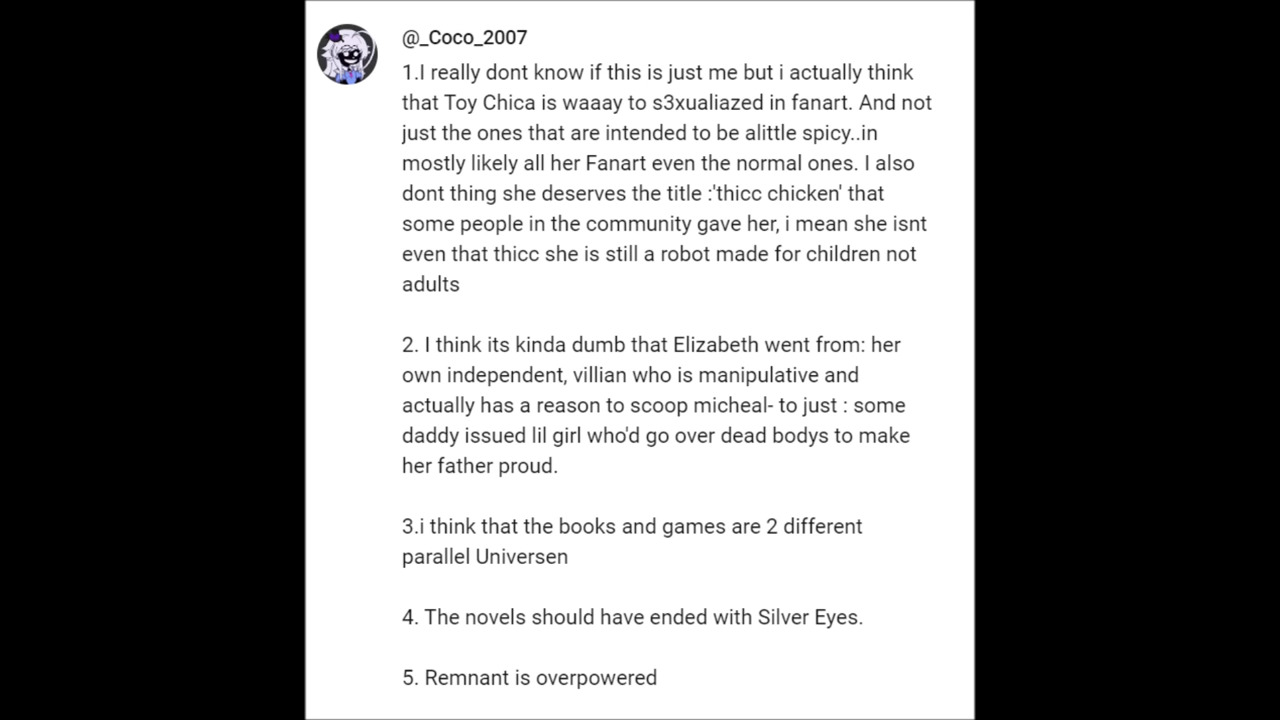 @_Coco_2007
1.I really dont know if this is just me but i actually think
that Toy Chica is waaay to s3xualiazed in fanart. And not
just the ones that are intended to be alittle spicy..in
mostly likely all her Fanart even the normal ones. I also
dont thing she deserves the title :'thicc chicken' that
some people in the community gave her, i mean she isnt
even that thicc she is still a robot made for children not
adults
2. I think its kinda dumb that Elizabeth went from: her
own independent, villian who is manipulative and
actually has a reason to scoop micheal- to just : some
daddy issued lil girl who'd go over dead bodys to make
her father proud.
3.i think that the books and games are 2 different
parallel Universen
4. The novels should have ended with Silver Eyes.
5. Remnant is overpowered